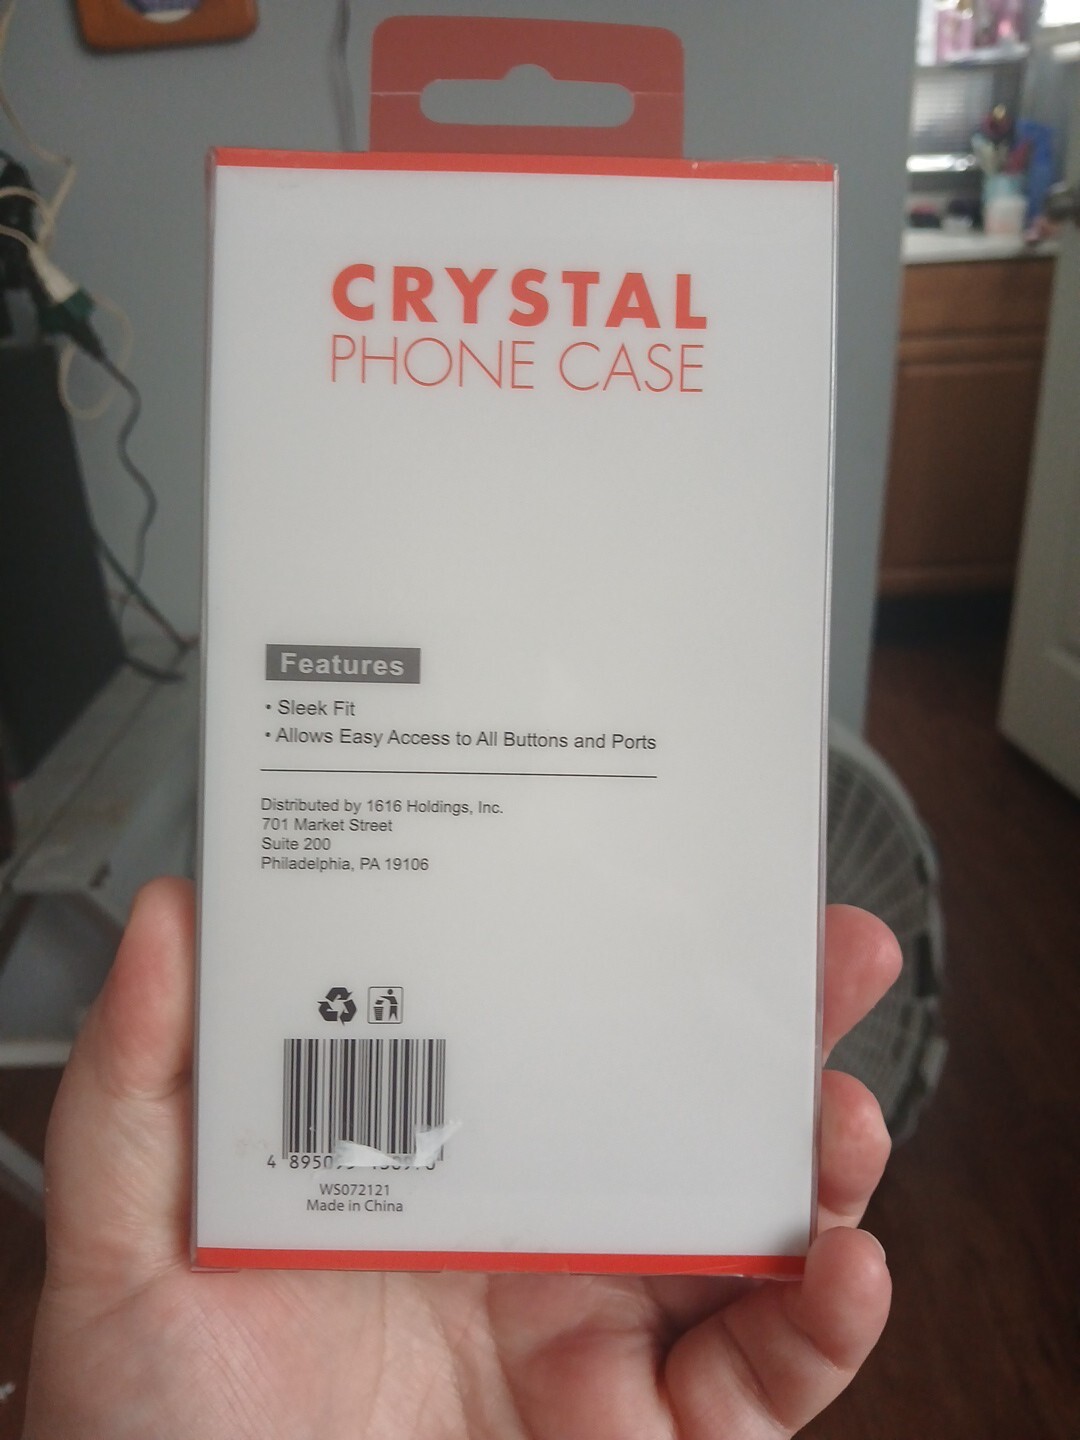 CRYSTAL
PHONE CASE
Features
• Sleek Fit
• Allows Easy Access to All Buttons and Ports
Distributed by 1616 Holdings, Inc.
701 Market Street
Suite 200
Philadelphia, PA 19106
4
WS072121
Made in China